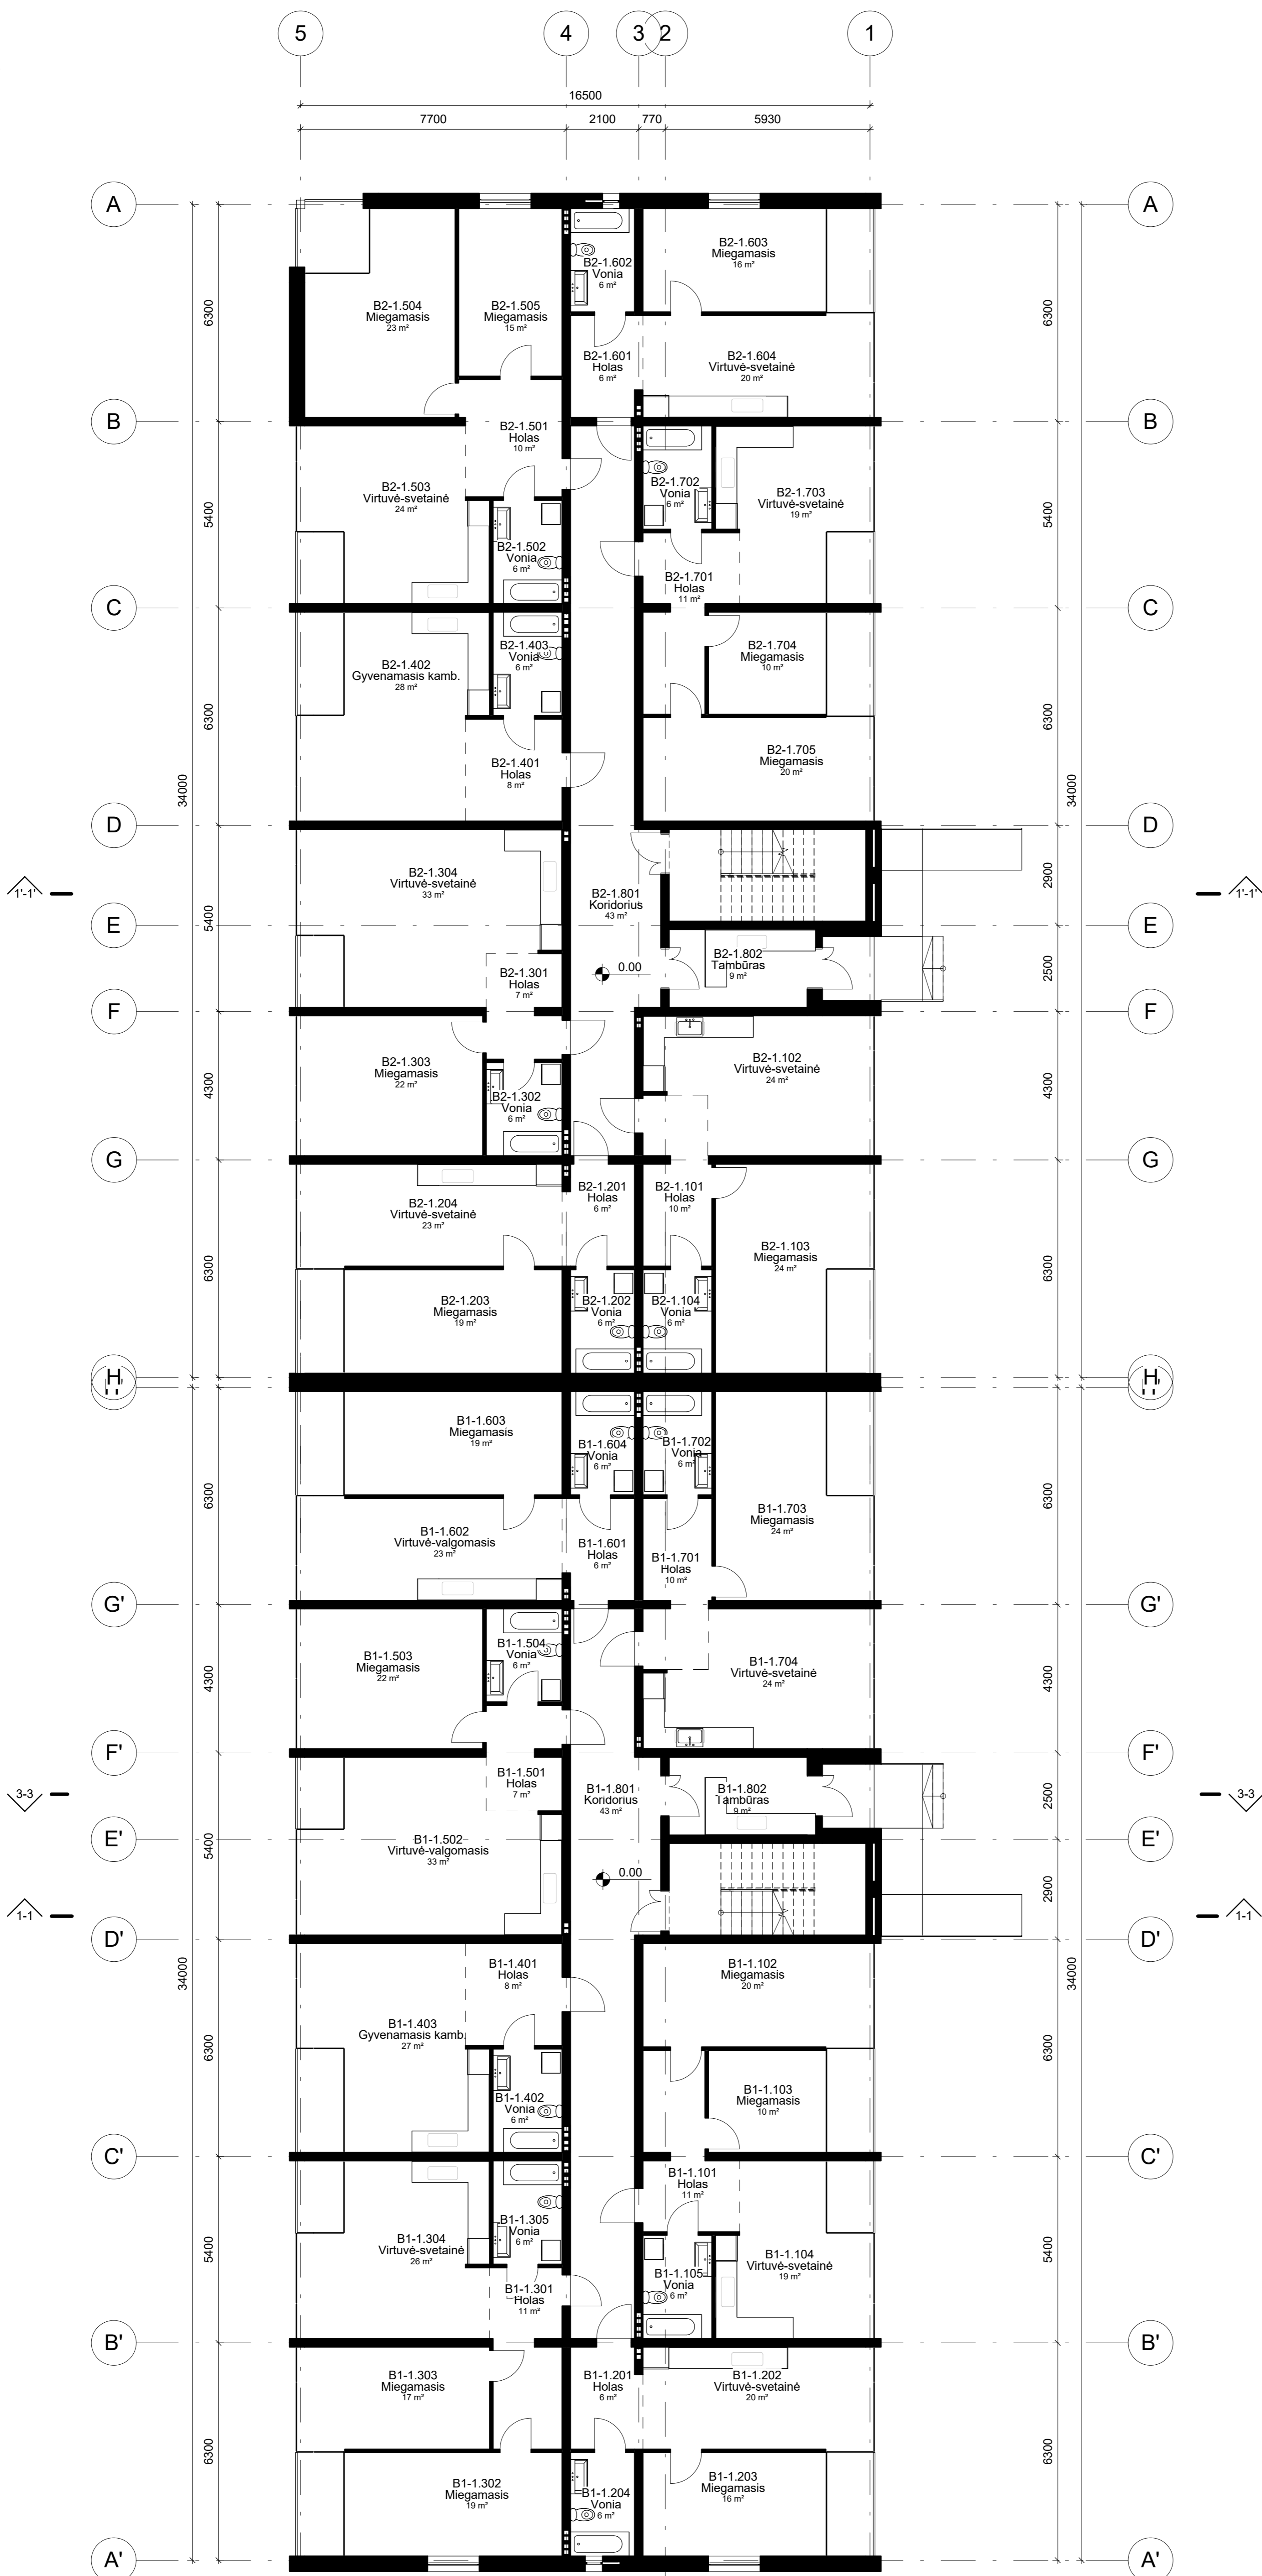 5 4 3 2 1
16500
7700 2100 770 5930
A A
6300 6300
B2-1.602
Vonia
6 m²
B2-1.603
Miegamasis
16 m²
B2-1.504
Miegamasis
23 m²
B2-1.505
Miegamasis
15 m²
B2-1.601
Holas
6 m²
B2-1.604
Virtuvė-svetainė
20 m²
B B
5400 5400
B2-1.501
Holas
10 m²
B2-1.503
Virtuvė-svetainė
24 m²
B2-1.702
Vonia
6 m²
B2-1.703
Virtuvė-svetainė
19 m²
B2-1.502
Vonia
6 m²
B2-1.701
Holas
11 m²
C C
6300 6300
B2-1.402
Gyvenamasis kamb.
28 m²
B2-1.403
Vonia
6 m²
B2-1.704
Miegamasis
10 m²
B2-1.401
Holas
8 m²
B2-1.705
Miegamasis
20 m²
34000 34000
D D
5400 2900
B2-1.304
Virtuvė-svetainė
33 m²
B2-1.801
Koridorius
43 m²
1'-1' 1'-1'
E E
2500
B2-1.802
Tambūras
9 m²
B2-1.301
Holas
7 m²
0.00
F F
4300 4300
B2-1.303
Miegamasis
22 m²
B2-1.102
Virtuvė-svetainė
24 m²
B2-1.302
Vonia
6 m²
G G
6300 6300
B2-1.204
Virtuvė-svetainė
23 m²
B2-1.201
Holas
6 m²
B2-1.101
Holas
10 m²
B2-1.103
Miegamasis
24 m²
B2-1.203
Miegamasis
19 m²
B2-1.202
Vonia
6 m²
B2-1.104
Vonia
6 m²
H H
6300 6300
B1-1.603
Miegamasis
19 m²
B1-1.604
Vonia
6 m²
B1-1.702
Vonia
6 m²
B1-1.703
Miegamasis
24 m²
B1-1.602
Virtuvė-valgomasis
23 m²
B1-1.601
Holas
6 m²
B1-1.701
Holas
10 m²
G' G'
4300 4300
B1-1.503
Miegamasis
22 m²
B1-1.504
Vonia
6 m²
B1-1.704
Virtuvė-svetainė
24 m²
F' F'
5400 2500
B1-1.501
Holas
7 m²
B1-1.801
Koridorius
43 m²
B1-1.802
Tambūras
9 m²
3-3 3-3
E' E'
2900
B1-1.502
Virtuvė-valgomasis
33 m²
0.00
1-1 1-1
D' D'
34000 34000
6300 6300
B1-1.401
Holas
8 m²
B1-1.102
Miegamasis
20 m²
B1-1.403
Gyvenamasis kamb.
27 m²
B1-1.402
Vonia
6 m²
B1-1.103
Miegamasis
10 m²
C' C'
5400 5400
B1-1.101
Holas
11 m²
B1-1.305
Vonia
6 m²
B1-1.304
Virtuvė-svetainė
26 m²
B1-1.104
Virtuvė-svetainė
19 m²
B1-1.105
Vonia
6 m²
B1-1.301
Holas
11 m²
B' B'
6300 6300
B1-1.303
Miegamasis
17 m²
B1-1.201
Holas
6 m²
B1-1.202
Virtuvė-svetainė
20 m²
B1-1.302
Miegamasis
19 m²
B1-1.204
Vonia
6 m²
B1-1.203
Miegamasis
16 m²
A' A'